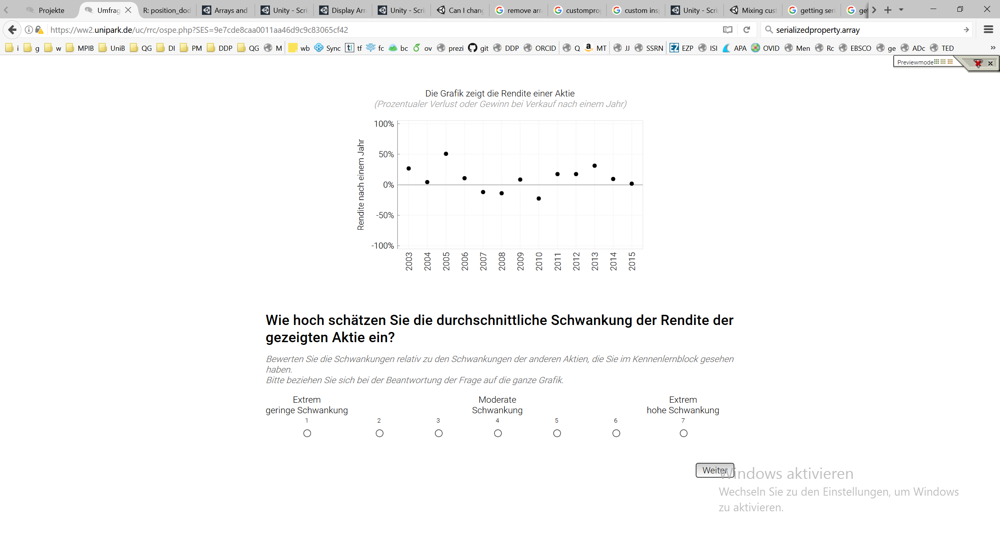 Projekte
Umfrag
R: position_dod
Arrays and
Unity - Scri
Display Arr
Unity - Scri
Can I chang
remove arra
custompro
custom ins
Unity - Scri
Mixing cust
getting seri
get
https://ww2.unipark.de/uc/rrc/ospe.php?SES=9e7cde8caa0011aa46d9c9c83065cf42
serializedproperty.array
i g w MPIB UniB QG DI PM DDP QG M wb Sync tf fc bc ov prezi git DDP ORCID Q MT JJ SSRN EZP ISI APA OVID Men Rc EBSCO ge ADc TED
Previewmode
Die Grafik zeigt die Rendite einer Aktie
(Prozentualer Verlust oder Gewinn bei Verkauf nach einem Jahr)
Rendite nach einem Jahr
100%
50%
0%
-50%
-100%
2003 2004 2005 2006 2007 2008 2009 2010 2011 2012 2013 2014 2015
Wie hoch schätzen Sie die durchschnittliche Schwankung der Rendite der
gezeigten Aktie ein?
Bewerten Sie die Schwankungen relativ zu den Schwankungen der anderen Aktien, die Sie im Kennenlernblock gesehen
haben.
Bitte beziehen Sie sich bei der Beantwortung der Frage auf die ganze Grafik.
Extrem
geringe Schwankung
Moderate
Schwankung
Extrem
hohe Schwankung
1 2 3 4 5 6 7
Weiter
Windows aktivieren
Wechseln Sie zu den Einstellungen, um Windows
zu aktivieren.